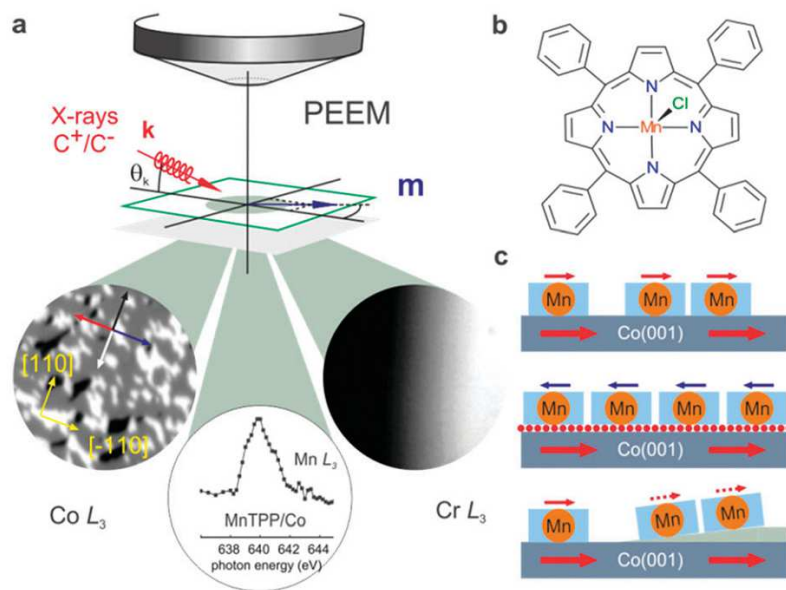 a
PEEM
X-rays
C⁺/C⁻
k
θₖ
m
[110]
[-110]
Co L₃
Mn L₃
MnTPP/Co
638 640 642 644
photon energy (eV)
Cr L₃
b
N
Cl
N Mn N
N
c
Mn Mn Mn
Co(001)
Mn Mn Mn Mn
Co(001)
Mn Mn Mn
Co(001)